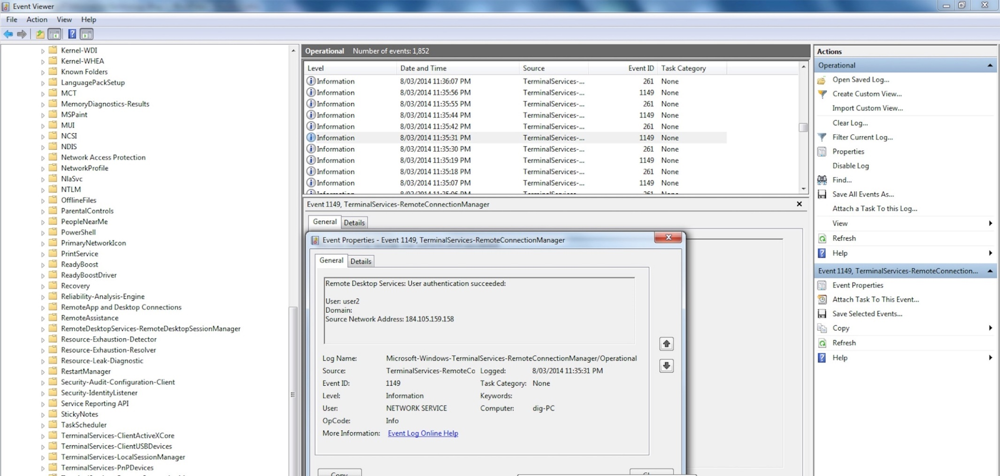 Event Viewer
File Action View Help
Kernel-WDI
Kernel-WHEA
Known Folders
LanguagePackSetup
MCT
MemoryDiagnostics-Results
MSPaint
MUI
NCSI
NDIS
Network Access Protection
NetworkProfile
NlaSvc
NTLM
OfflineFiles
ParentalControls
PeopleNearMe
PowerShell
PrimaryNetworkIcon
PrintService
ReadyBoost
ReadyBoostDriver
Recovery
Reliability-Analysis-Engine
RemoteApp and Desktop Connections
RemoteAssistance
RemoteDesktopServices-RemoteDesktopSessionManager
Resource-Exhaustion-Detector
Resource-Exhaustion-Resolver
Resource-Leak-Diagnostic
RestartManager
Security-Audit-Configuration-Client
Security-IdentityListener
Service Reporting API
StickyNotes
TaskScheduler
TerminalServices-ClientActiveXCore
TerminalServices-ClientUSBDevices
TerminalServices-LocalSessionManager
TerminalServices-PnPDevices
Operational Number of events: 1,852
Level Date and Time Source Event ID Task Category
Information 8/03/2014 11:36:07 PM TerminalServices-... 261 None
Information 8/03/2014 11:35:56 PM TerminalServices-... 1149 None
Information 8/03/2014 11:35:55 PM TerminalServices-... 261 None
Information 8/03/2014 11:35:44 PM TerminalServices-... 1149 None
Information 8/03/2014 11:35:42 PM TerminalServices-... 261 None
Information 8/03/2014 11:35:31 PM TerminalServices-... 1149 None
Information 8/03/2014 11:35:30 PM TerminalServices-... 261 None
Information 8/03/2014 11:35:19 PM TerminalServices-... 1149 None
Information 8/03/2014 11:35:18 PM TerminalServices-... 261 None
Information 8/03/2014 11:35:07 PM TerminalServices-... 1149 None
Information 8/03/2014 11:35:06 PM TerminalServices-... 261 None
Event 1149, TerminalServices-RemoteConnectionManager
General Details
Event Properties - Event 1149, TerminalServices-RemoteConnectionManager
General Details
Remote Desktop Services: User authentication succeeded:
User: user2
Domain:
Source Network Address: 184.105.159.158
Log Name: Microsoft-Windows-TerminalServices-RemoteConnectionManager/Operational
Source: TerminalServices-RemoteCo Logged: 8/03/2014 11:35:31 PM
Event ID: 1149 Task Category: None
Level: Information Keywords:
User: NETWORK SERVICE Computer: dig-PC
OpCode: Info
More Information: Event Log Online Help
Copy
Actions
Operational
Open Saved Log...
Create Custom View...
Import Custom View...
Clear Log...
Filter Current Log...
Properties
Disable Log
Find...
Save All Events As...
Attach a Task To this Log...
View
Refresh
Help
Event 1149, TerminalServices-RemoteConnection...
Event Properties
Attach Task To This Event...
Save Selected Events...
Copy
Refresh
Help